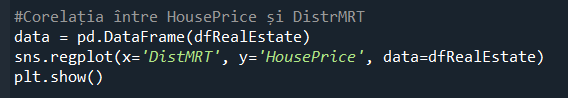 #Corelația între HousePrice și DistrMRT
data = pd.DataFrame(dfRealEstate)
sns.regplot(x='DistMRT', y='HousePrice', data=dfRealEstate)
plt.show()